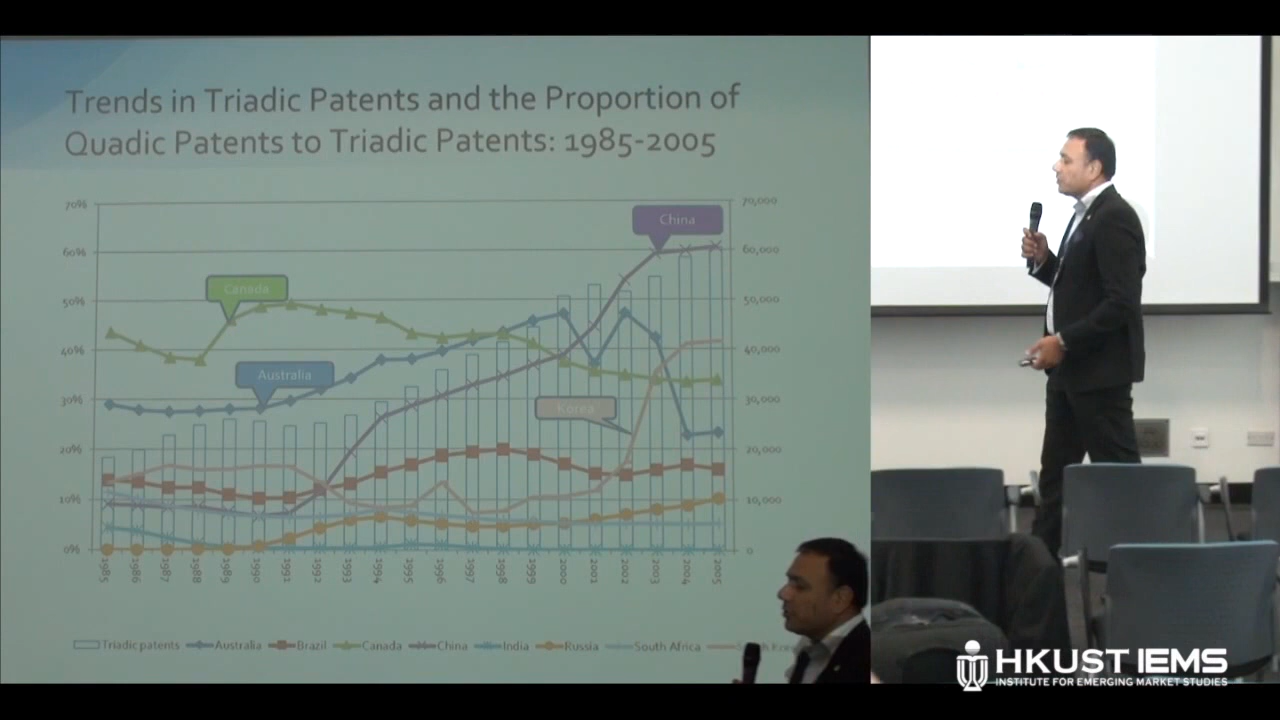 Trends in Triadic Patents and the Proportion of
Quadic Patents to Triadic Patents: 1985-2005
70%
60%
50%
40%
30%
20%
10%
0%
70,000
60,000
50,000
40,000
30,000
20,000
10,000
0
China
Canada
Australia
Korea
1985 1986 1987 1988 1989 1990 1991 1992 1993 1994 1995 1996 1997 1998 1999 2000 2001 2002 2003 2004 2005
Triadic patents Australia Brazil Canada China India Russia South Africa
HKUST IEMS
INSTITUTE FOR EMERGING MARKET STUDIES